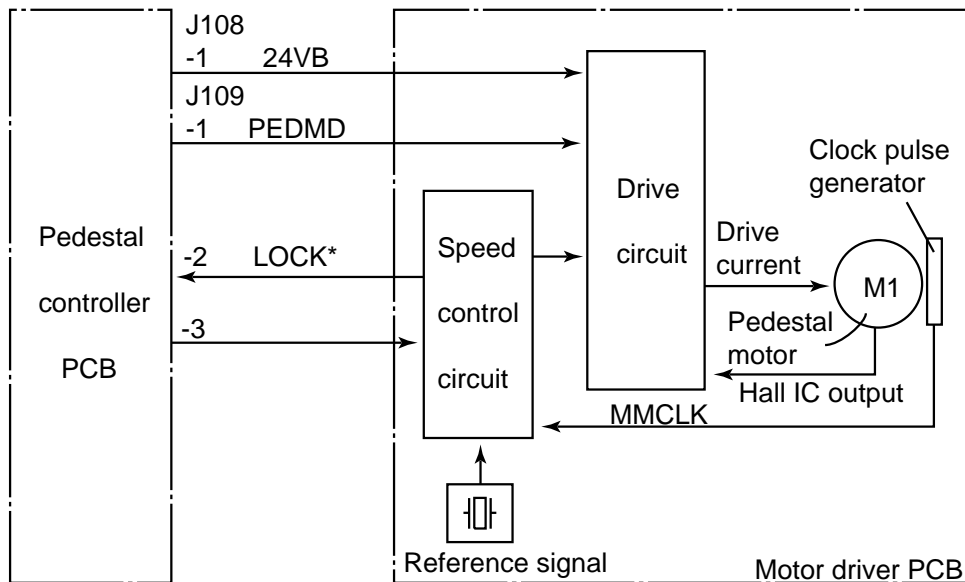 J108
-1 24VB
J109
-1 PEDMD
Pedestal
controller
PCB
-2 LOCK*
-3
Speed
control
circuit
Drive
circuit
Drive
current
Clock pulse
generator
M1
Pedestal
motor
Hall IC output
MMCLK
Reference signal
Motor driver PCB